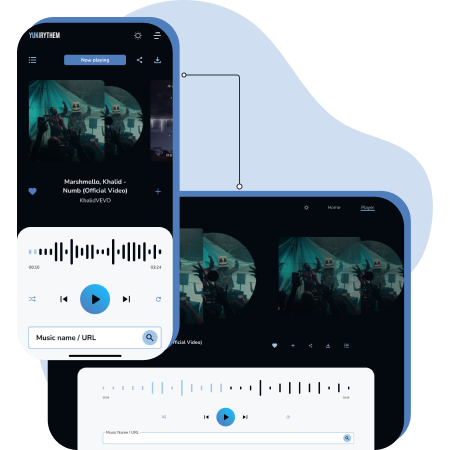 YUKIRYTHEM
Now playing
Marshmello, Khalid -
Numb (Official Video)
KhalidVEVO
00:10
03:24
Music name / URL
Home
Player
fficial Video)
Music Name / URL